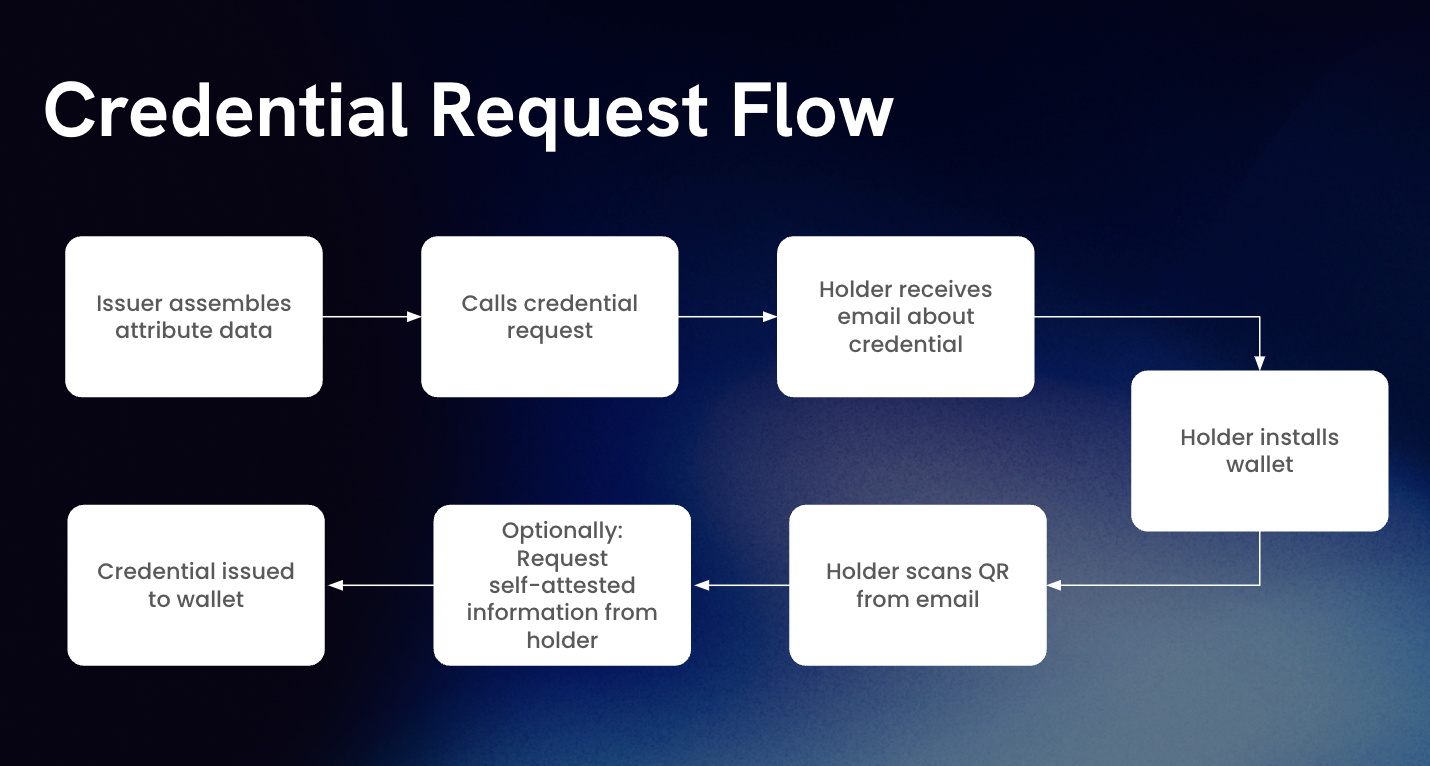 Credential Request Flow
Issuer assembles
attribute data
Calls credential
request
Holder receives
email about
credential
Holder installs
wallet
Holder scans QR
from email
Optionally:
Request
self-attested
information from
holder
Credential issued
to wallet